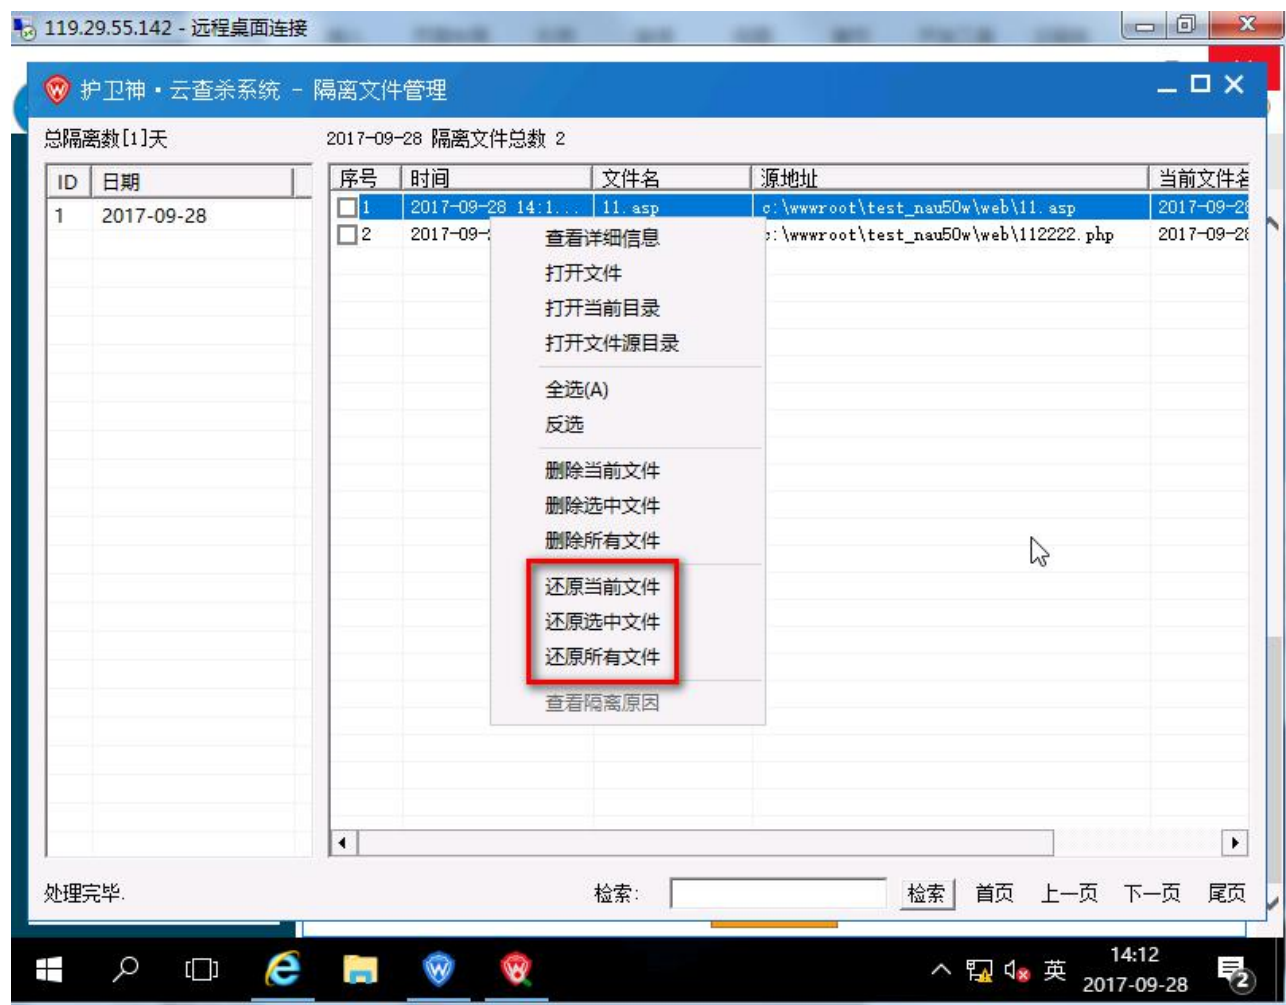 119.29.55.142 - 远程桌面连接
护卫神・云查杀系统 - 隔离文件管理
总隔离数[1]天
2017-09-28 隔离文件总数 2
ID 日期
序号 时间 文件名 源地址 当前文件名
1 2017-09-28
1 2017-09-28 14:1... 11.asp c:\wwwroot\test_nau50w\web\11.asp 2017-09-28
2 2017-09- :\wwwroot\test_nau50w\web\112222.php 2017-09-28
查看详细信息
打开文件
打开当前目录
打开文件源目录
全选(A)
反选
删除当前文件
删除选中文件
删除所有文件
还原当前文件
还原选中文件
还原所有文件
查看隔离原因
处理完毕.
检索:
检索 首页 上一页 下一页 尾页
英
14:12
2017-09-28
2